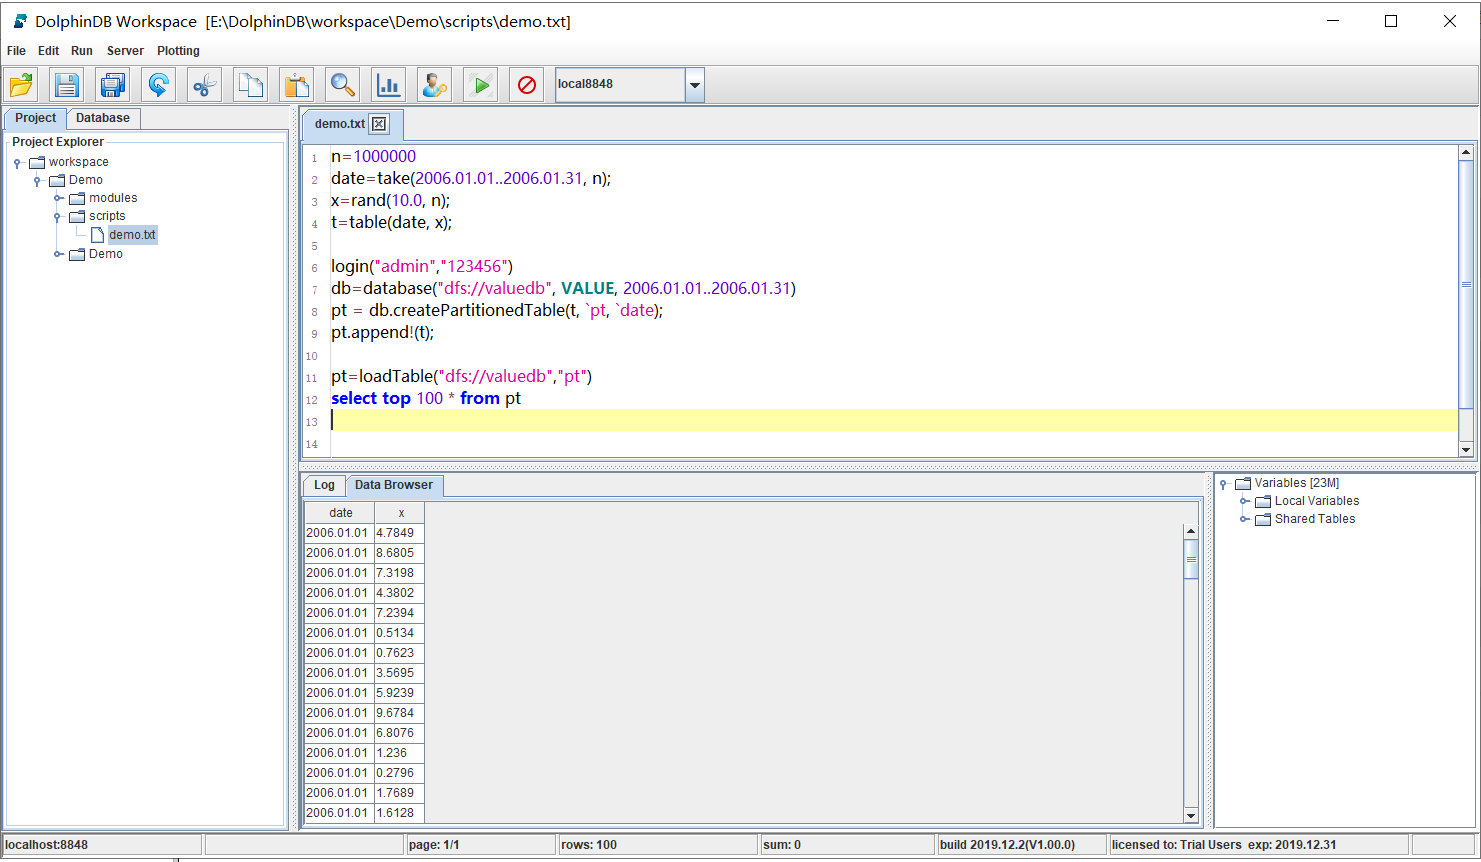 DolphinDB Workspace [E:\DolphinDB\workspace\Demo\scripts\demo.txt]
File Edit Run Server Plotting
local8848
Project Database
Project Explorer
workspace
Demo
modules
scripts
demo.txt
Demo
demo.txt
1 n=1000000
2 date=take(2006.01.01..2006.01.31, n);
3 x=rand(10.0, n);
4 t=table(date, x);
5
6 login("admin","123456")
7 db=database("dfs://valuedb", VALUE, 2006.01.01..2006.01.31)
8 pt = db.createPartitionedTable(t, `pt, `date);
9 pt.append!(t);
10
11 pt=loadTable("dfs://valuedb","pt")
12 select top 100 * from pt
13
14
Log Data Browser
date x
2006.01.01 4.7849
2006.01.01 8.6805
2006.01.01 7.3198
2006.01.01 4.3802
2006.01.01 7.2394
2006.01.01 0.5134
2006.01.01 0.7623
2006.01.01 3.5695
2006.01.01 5.9239
2006.01.01 9.6784
2006.01.01 6.8076
2006.01.01 1.236
2006.01.01 0.2796
2006.01.01 1.7689
2006.01.01 1.6128
Variables [23M]
Local Variables
Shared Tables
localhost:8848 page: 1/1 rows: 100 sum: 0 build 2019.12.2(V1.00.0) licensed to: Trial Users exp: 2019.12.31